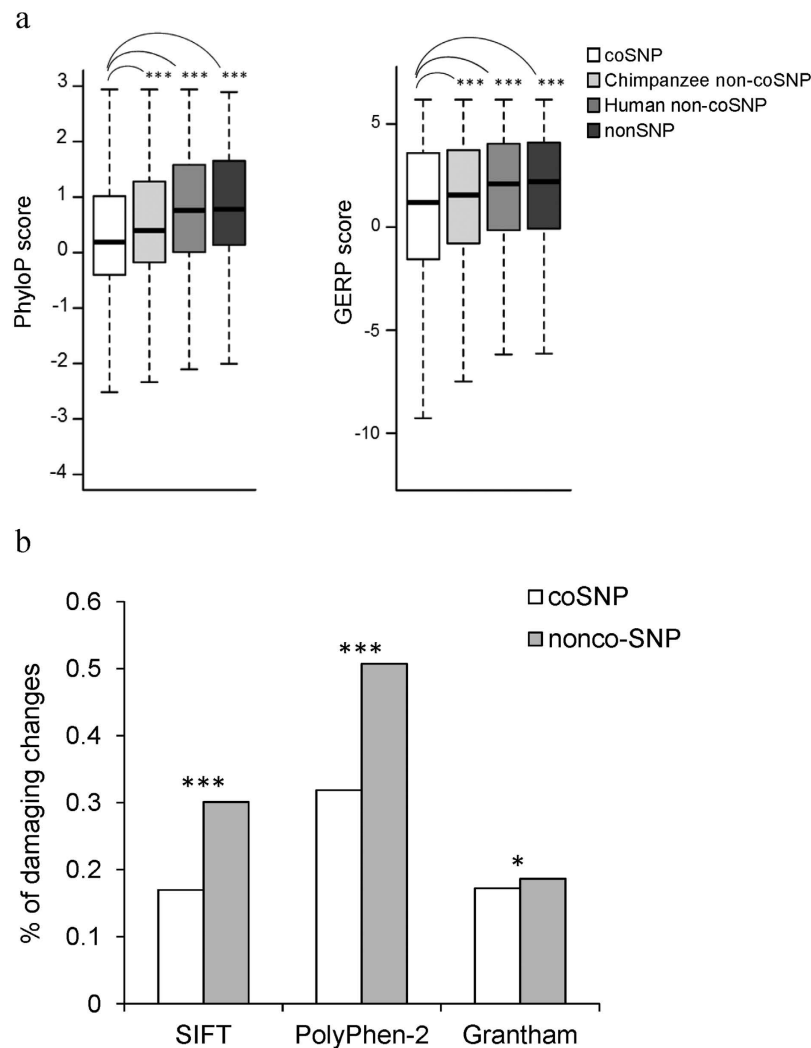 a
*** *** ***
3
2
1
0
-1
-2
-3
-4
PhyloP score
*** *** ***
5
0
-5
-10
GERP score
coSNP
Chimpanzee non-coSNP
Human non-coSNP
nonSNP
b
0.6
0.5
0.4
0.3
0.2
0.1
0
% of damaging changes
***
***
*
coSNP
nonco-SNP
SIFT PolyPhen-2 Grantham